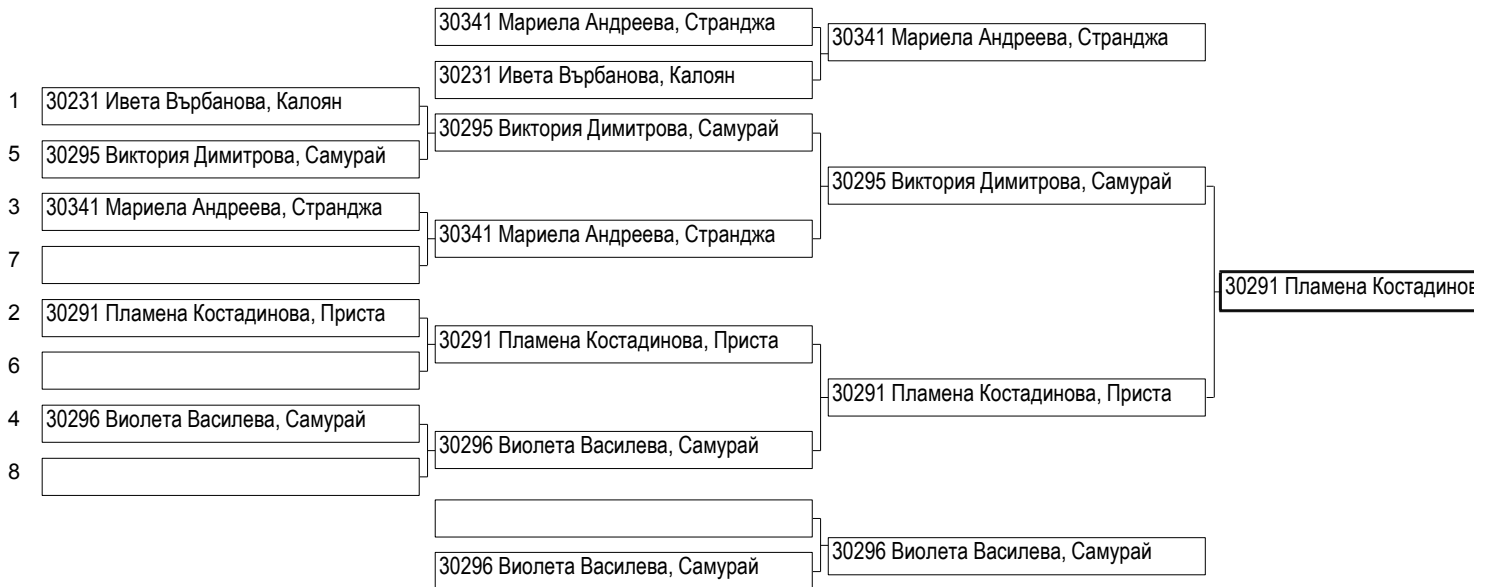 30341 Мариела Андреева, Странджа
30341 Мариела Андреева, Странджа
30231 Ивета Върбанова, Калоян
1 30231 Ивета Върбанова, Калоян
30295 Виктория Димитрова, Самурай
5 30295 Виктория Димитрова, Самурай
30295 Виктория Димитрова, Самурай
3 30341 Мариела Андреева, Странджа
30341 Мариела Андреева, Странджа
7
30291 Пламена Костадинов
2 30291 Пламена Костадинова, Приста
30291 Пламена Костадинова, Приста
6
30291 Пламена Костадинова, Приста
4 30296 Виолета Василева, Самурай
30296 Виолета Василева, Самурай
8
30296 Виолета Василева, Самурай
30296 Виолета Василева, Самурай